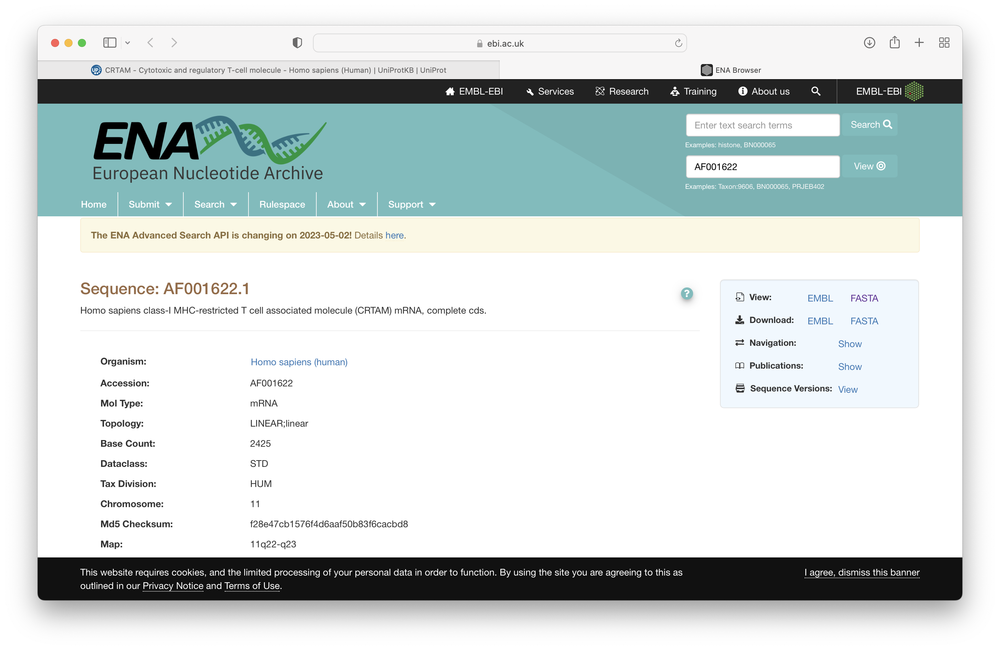 ebi.ac.uk
CRTAM - Cytotoxic and regulatory T-cell molecule - Homo sapiens (Human) | UniProtKB | UniProt
ENA Browser
EMBL-EBI Services Research Training About us EMBL-EBI
ENA
European Nucleotide Archive
Enter text search terms
Search
Examples: histone, BN000065
AF001622
View
Examples: Taxon:9606, BN000065, PRJEB402
Home Submit Search Rulespace About Support
The ENA Advanced Search API is changing on 2023-05-02! Details here.
Sequence: AF001622.1
Homo sapiens class-I MHC-restricted T cell associated molecule (CRTAM) mRNA, complete cds.
Organism: Homo sapiens (human)
Accession: AF001622
Mol Type: mRNA
Topology: LINEAR;linear
Base Count: 2425
Dataclass: STD
Tax Division: HUM
Chromosome: 11
Md5 Checksum: f28e47cb1576f4d6aaf50b83f6cacbd8
Map: 11q22-q23
View: EMBL FASTA
Download: EMBL FASTA
Navigation: Show
Publications: Show
Sequence Versions: View
This website requires cookies, and the limited processing of your personal data in order to function. By using the site you are agreeing to this as
outlined in our Privacy Notice and Terms of Use.
I agree, dismiss this banner